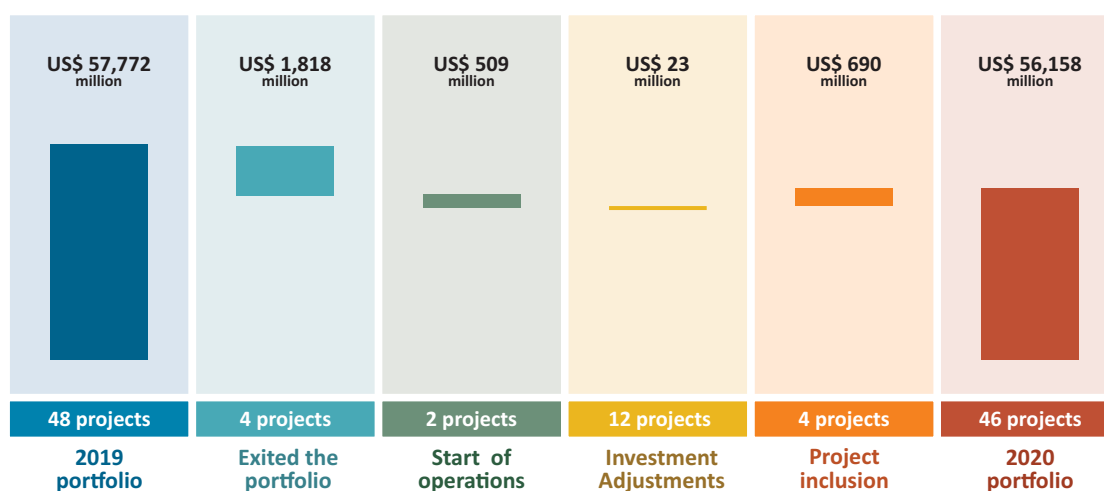 US$ 57,772
million
US$ 1,818
million
US$ 509
million
US$ 23
million
US$ 690
million
US$ 56,158
million
48 projects
4 projects
2 projects
12 projects
4 projects
46 projects
2019
portfolio
Exited the
portfolio
Start of
operations
Investment
Adjustments
Project
inclusion
2020
portfolio